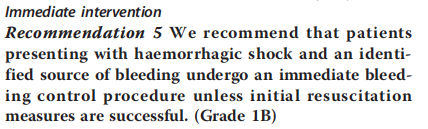 Immediate intervention
Recommendation 5 We recommend that patients
presenting with haemorrhagic shock and an identi-
fied source of bleeding undergo an immediate bleed-
ing control procedure unless initial resuscitation
measures are successful. (Grade 1B)